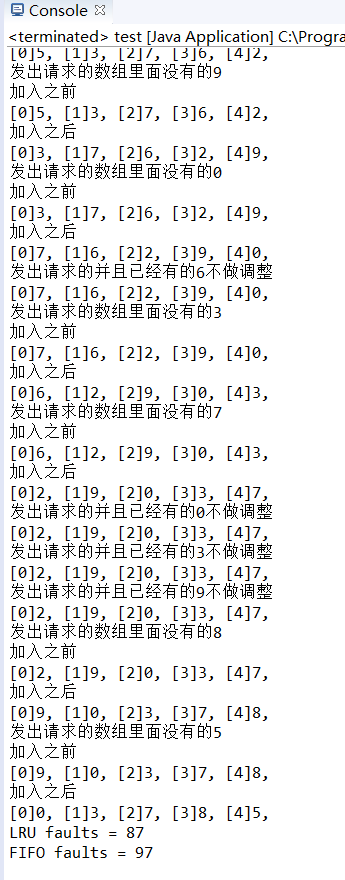 Console
<terminated> test [Java Application] C:\Progra
[0]5, [1]3, [2]7, [3]6, [4]2,
发出请求的数组里面没有的9
加入之前
[0]5, [1]3, [2]7, [3]6, [4]2,
加入之后
[0]3, [1]7, [2]6, [3]2, [4]9,
发出请求的数组里面没有的0
加入之前
[0]3, [1]7, [2]6, [3]2, [4]9,
加入之后
[0]7, [1]6, [2]2, [3]9, [4]0,
发出请求的并且已经有的6不做调整
[0]7, [1]6, [2]2, [3]9, [4]0,
发出请求的数组里面没有的3
加入之前
[0]7, [1]6, [2]2, [3]9, [4]0,
加入之后
[0]6, [1]2, [2]9, [3]0, [4]3,
发出请求的数组里面没有的7
加入之前
[0]6, [1]2, [2]9, [3]0, [4]3,
加入之后
[0]2, [1]9, [2]0, [3]3, [4]7,
发出请求的并且已经有的0不做调整
[0]2, [1]9, [2]0, [3]3, [4]7,
发出请求的并且已经有的3不做调整
[0]2, [1]9, [2]0, [3]3, [4]7,
发出请求的并且已经有的9不做调整
[0]2, [1]9, [2]0, [3]3, [4]7,
发出请求的数组里面没有的8
加入之前
[0]2, [1]9, [2]0, [3]3, [4]7,
加入之后
[0]9, [1]0, [2]3, [3]7, [4]8,
发出请求的数组里面没有的5
加入之前
[0]9, [1]0, [2]3, [3]7, [4]8,
加入之后
[0]0, [1]3, [2]7, [3]8, [4]5,
LRU faults = 87
FIFO faults = 97